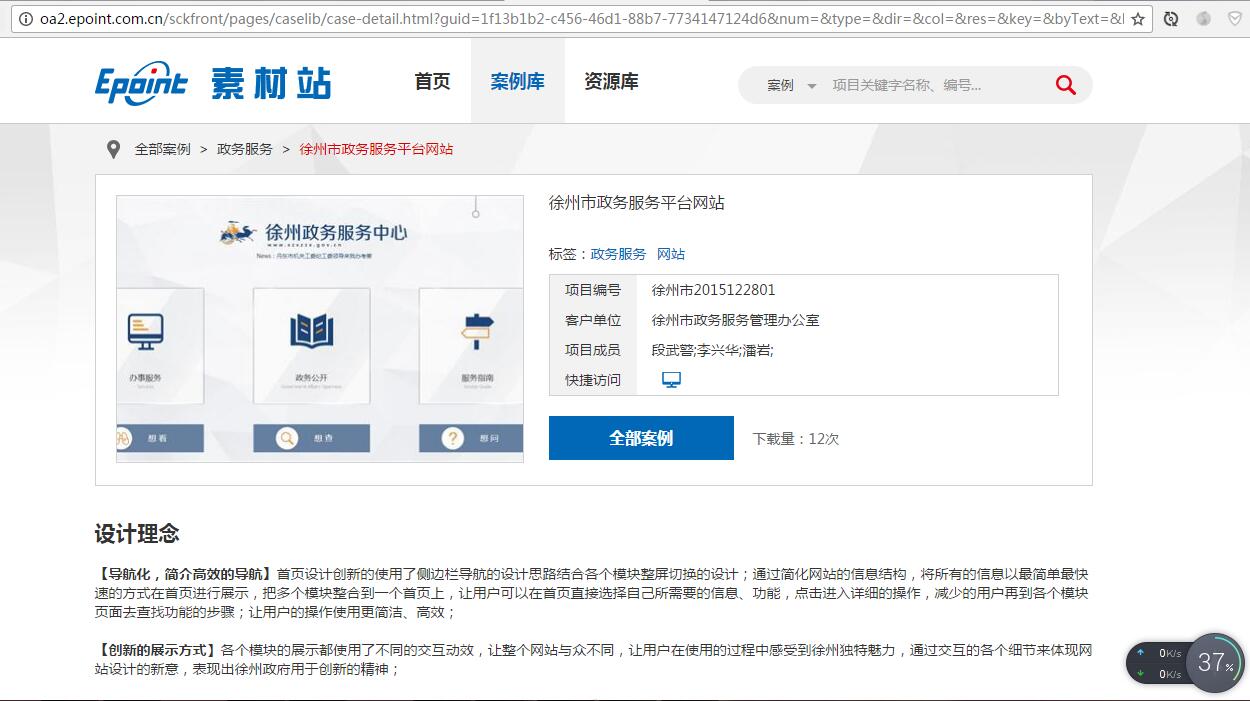 oa2.epoint.com.cn/sckfront/pages/caselib/case-detail.html?guid=1f13b1b2-c456-46d1-88b7-7734147124d6&num=&type=&dir=&col=&res=&key=&byText=&
Epoint 素材站
首页 案例库 资源库
案例 项目关键字名称、编号...
全部案例 > 政务服务 > 徐州市政务服务平台网站
徐州政务服务中心
办事服务
政务公开
服务指南
想看
想查
想问
徐州市政务服务平台网站
标签：政务服务 网站
项目编号 徐州市2015122801
客户单位 徐州市政务服务管理办公室
项目成员 段武簪;李兴华;潘岩;
快捷访问
全部案例 下载量：12次
设计理念
【导航化，简介高效的导航】首页设计创新的使用了侧边栏导航的设计思路结合各个模块整屏切换的设计；通过简化网站的信息结构，将所有的信息以最简单最快
速的方式在首页进行展示，把多个模块整合到一个首页上，让用户可以在首页直接选择自己所需要的信息、功能，点击进入详细的操作，减少的用户再到各个模块
页面去查找功能的步骤；让用户的操作使用更简洁、高效；
【创新的展示方式】各个模块的展示都使用了不同的交互动效，让整个网站与众不同，让用户在使用的过程中感受到徐州独特魅力，通过交互的各个细节来体现网
站设计的新意，表现出徐州政府用于创新的精神；
0K/s
0K/s
37%